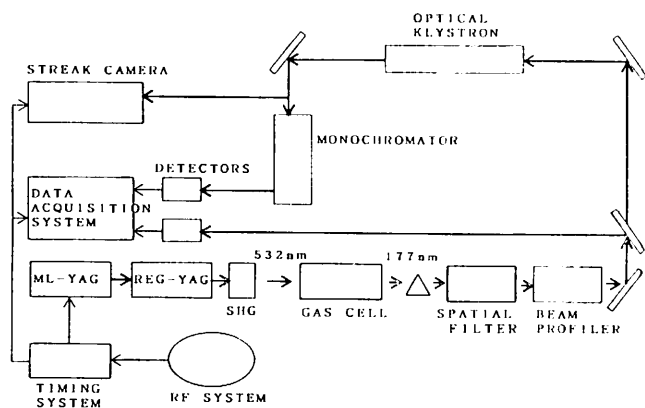 OPTICAL
KLYSTRON
STREAK CAMERA
MONOCHROMATOR
DETECTORS
DATA
ACQUISITION
SYSTEM
532nm
177nm
ML-YAG
REG-YAG
SHG
GAS CELL
SPATIAL
FILTER
BEAM
PROFILER
TIMING
SYSTEM
RF SYSTEM